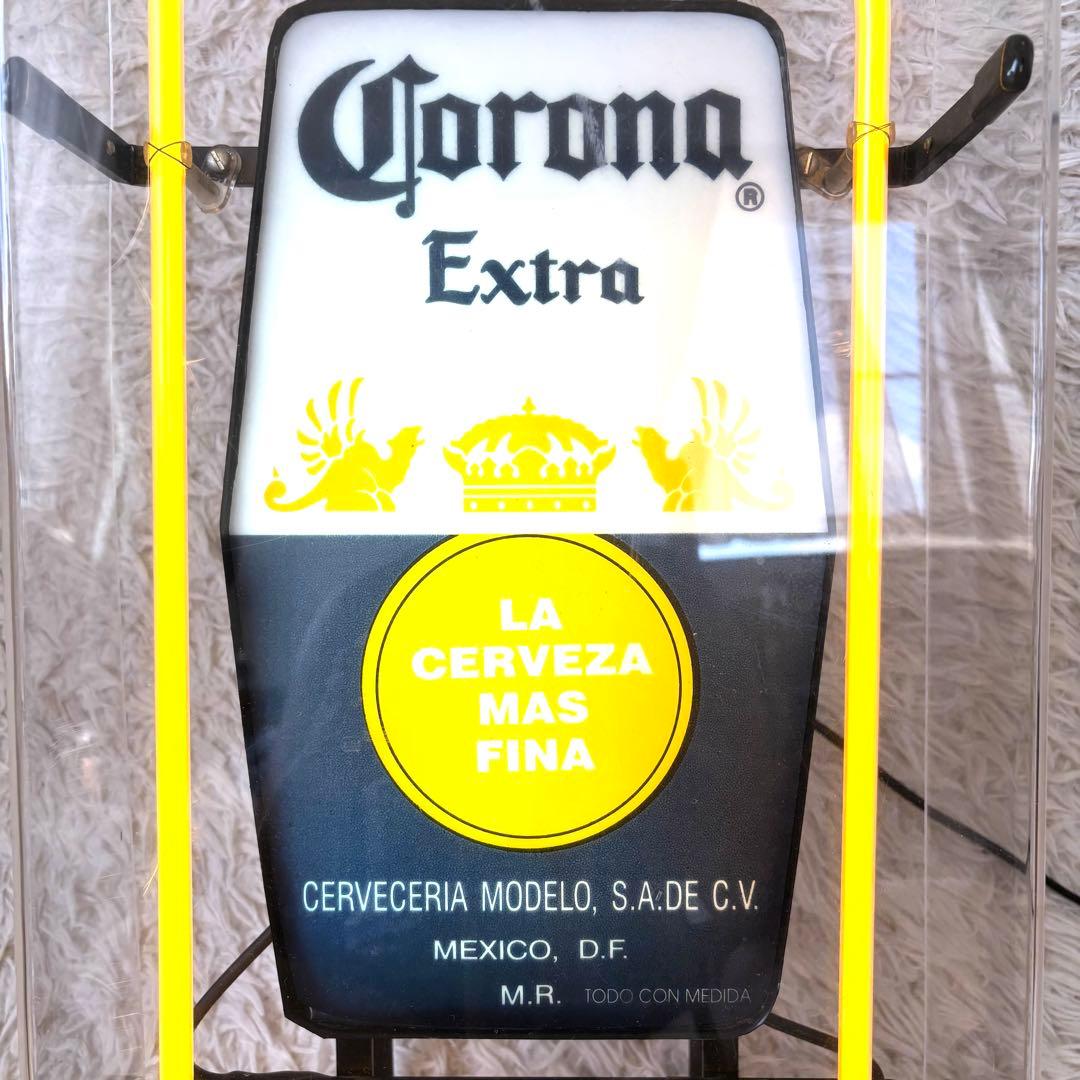 Corona®
Extra
LA
CERVEZA
MAS
FINA
CERVECERIA MODELO, S.A.DE C.V.
MEXICO, D.F.
M.R. TODO CON MEDIDA